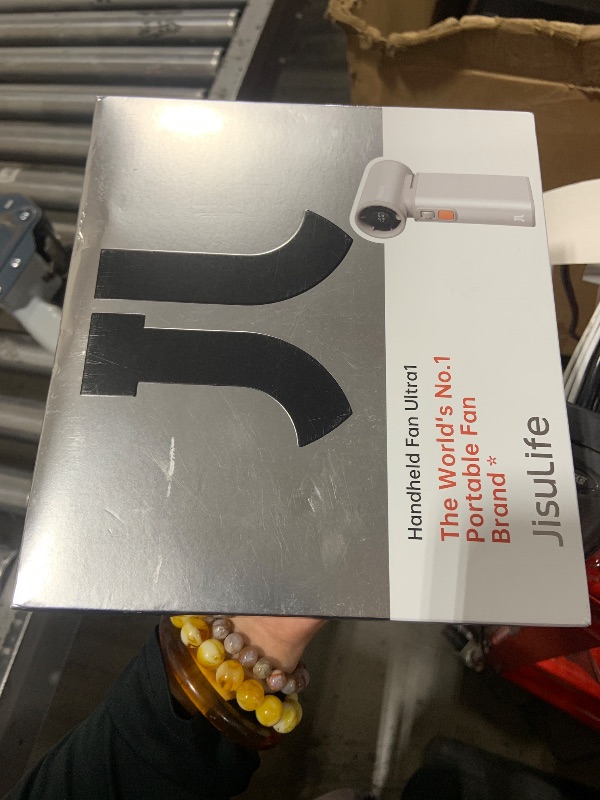 Handheld Fan Ultra1
The World's No.1
Portable Fan
Brand *
JisuLife